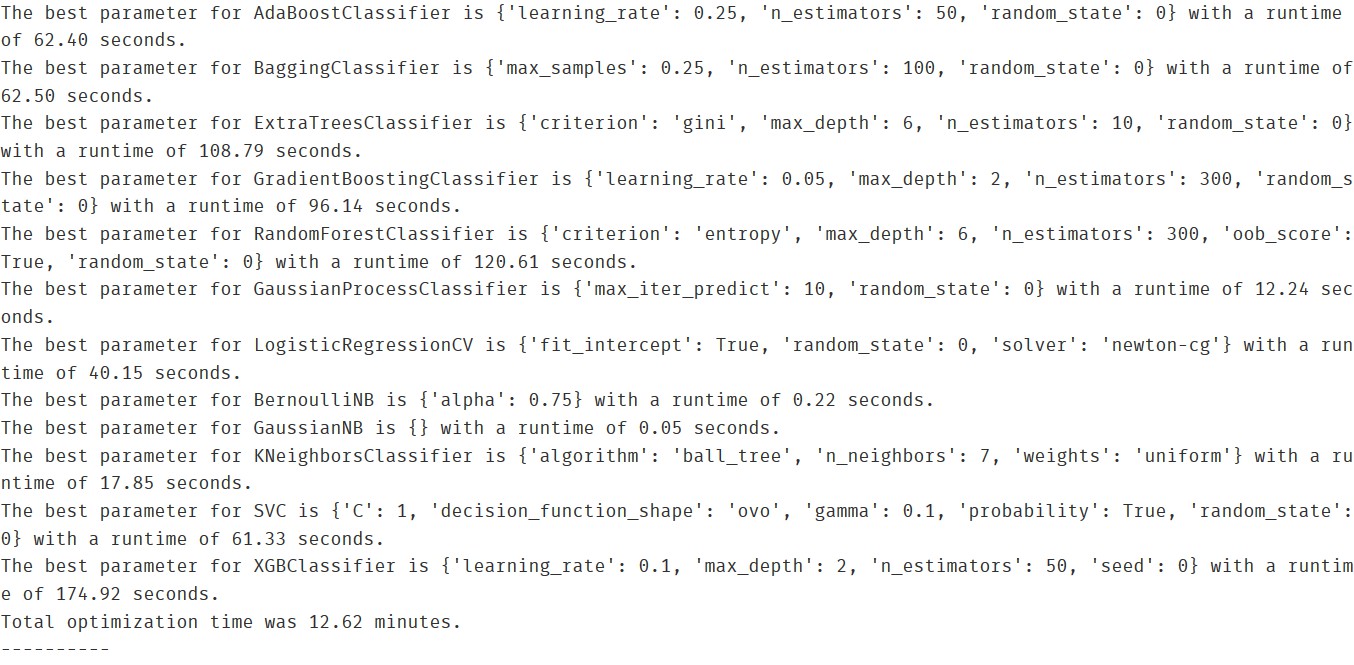 The best parameter for AdaBoostClassifier is {'learning_rate': 0.25, 'n_estimators': 50, 'random_state': 0} with a runtime
of 62.40 seconds.
The best parameter for BaggingClassifier is {'max_samples': 0.25, 'n_estimators': 100, 'random_state': 0} with a runtime of
62.50 seconds.
The best parameter for ExtraTreesClassifier is {'criterion': 'gini', 'max_depth': 6, 'n_estimators': 10, 'random_state': 0}
with a runtime of 108.79 seconds.
The best parameter for GradientBoostingClassifier is {'learning_rate': 0.05, 'max_depth': 2, 'n_estimators': 300, 'random_s
tate': 0} with a runtime of 96.14 seconds.
The best parameter for RandomForestClassifier is {'criterion': 'entropy', 'max_depth': 6, 'n_estimators': 300, 'oob_score':
True, 'random_state': 0} with a runtime of 120.61 seconds.
The best parameter for GaussianProcessClassifier is {'max_iter_predict': 10, 'random_state': 0} with a runtime of 12.24 sec
onds.
The best parameter for LogisticRegressionCV is {'fit_intercept': True, 'random_state': 0, 'solver': 'newton-cg'} with a run
time of 40.15 seconds.
The best parameter for BernoulliNB is {'alpha': 0.75} with a runtime of 0.22 seconds.
The best parameter for GaussianNB is {} with a runtime of 0.05 seconds.
The best parameter for KNeighborsClassifier is {'algorithm': 'ball_tree', 'n_neighbors': 7, 'weights': 'uniform'} with a ru
ntime of 17.85 seconds.
The best parameter for SVC is {'C': 1, 'decision_function_shape': 'ovo', 'gamma': 0.1, 'probability': True, 'random_state':
0} with a runtime of 61.33 seconds.
The best parameter for XGBClassifier is {'learning_rate': 0.1, 'max_depth': 2, 'n_estimators': 50, 'seed': 0} with a runtim
e of 174.92 seconds.
Total optimization time was 12.62 minutes.
----------